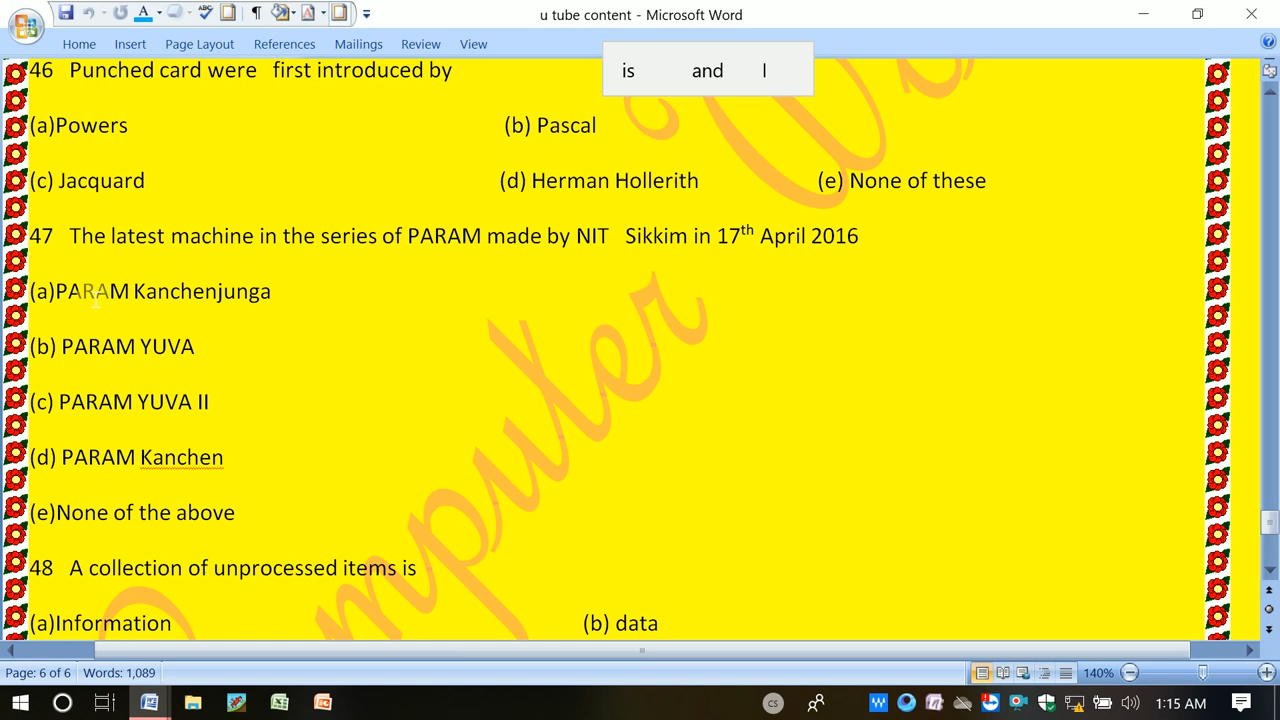 u tube content - Microsoft Word
Home Insert Page Layout References Mailings Review View
is and I
46 Punched card were first introduced by
(a)Powers (b) Pascal
(c) Jacquard (d) Herman Hollerith (e) None of these
47 The latest machine in the series of PARAM made by NIT Sikkim in 17th April 2016
(a)PARAM Kanchenjunga
(b) PARAM YUVA
(c) PARAM YUVA II
(d) PARAM Kanchen
(e)None of the above
48 A collection of unprocessed items is
(a)Information (b) data
Page: 6 of 6 Words: 1,089 140%
CS 1:15 AM